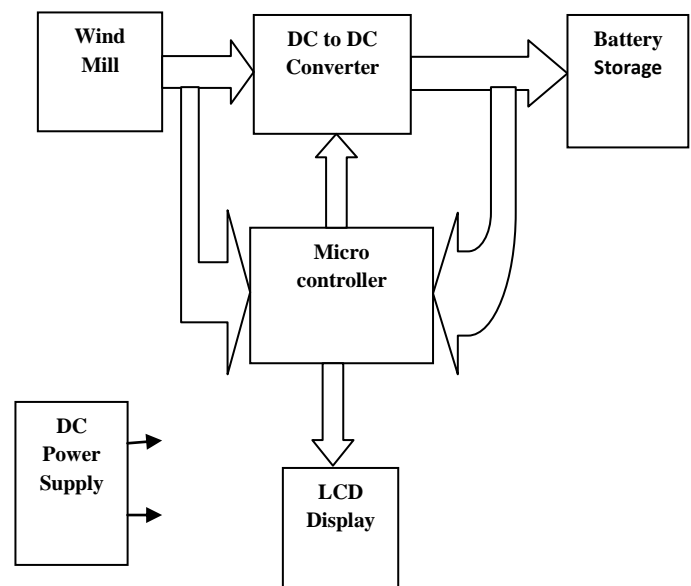 Wind
Mill
DC to DC
Converter
Battery
Storage
Micro
controller
DC
Power
Supply
LCD
Display